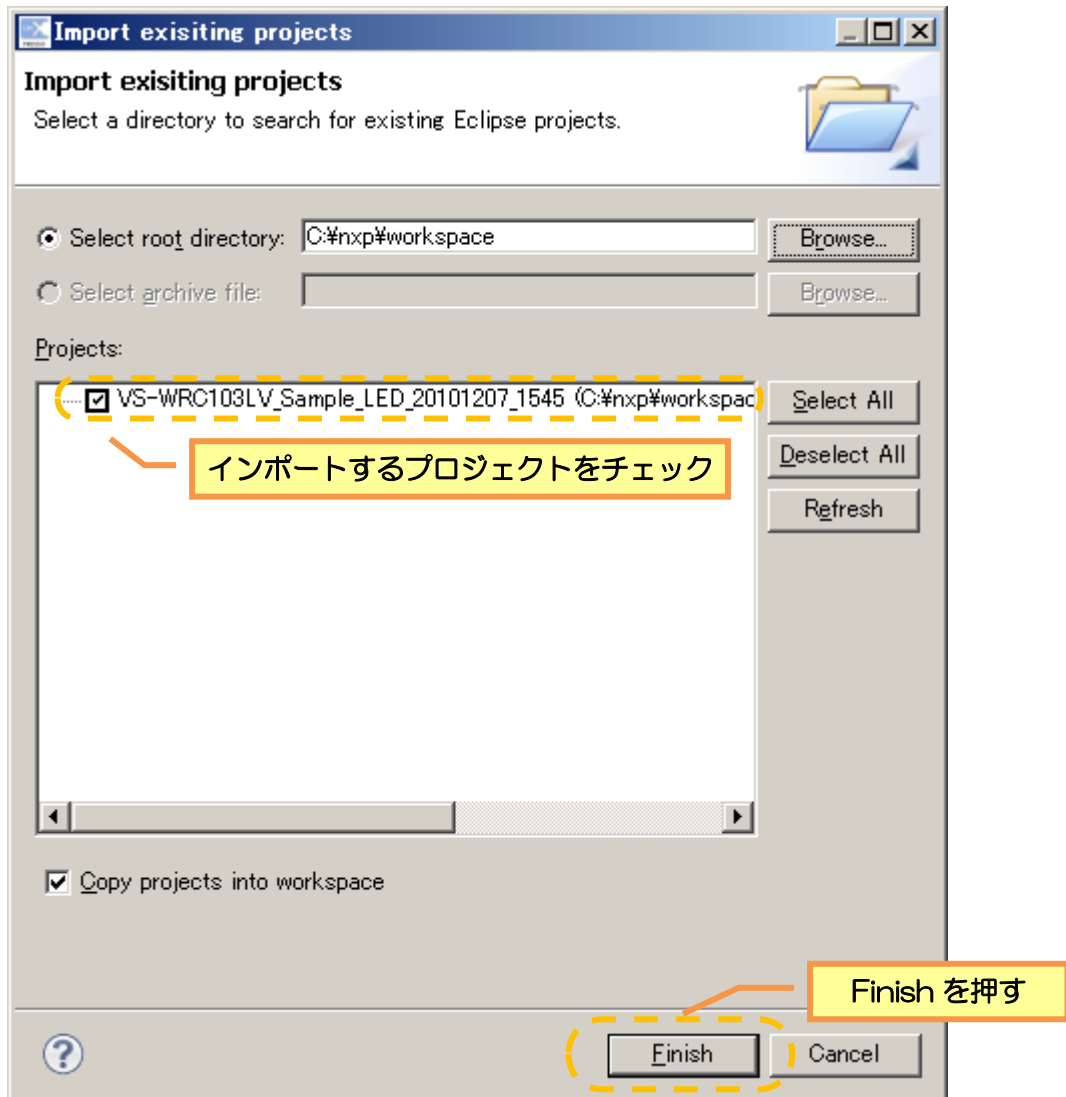 Import exisiting projects
Import exisiting projects
Select a directory to search for existing Eclipse projects.
Select root directory: C:¥nxp¥workspace Browse...
Select archive file: Browse...
Projects:
VS-WRC103LV_Sample_LED_20101207_1545 (C:¥nxp¥workspac Select All
インポートするプロジェクトをチェック Deselect All
Refresh
Copy projects into workspace
Finish を押す
Finish Cancel